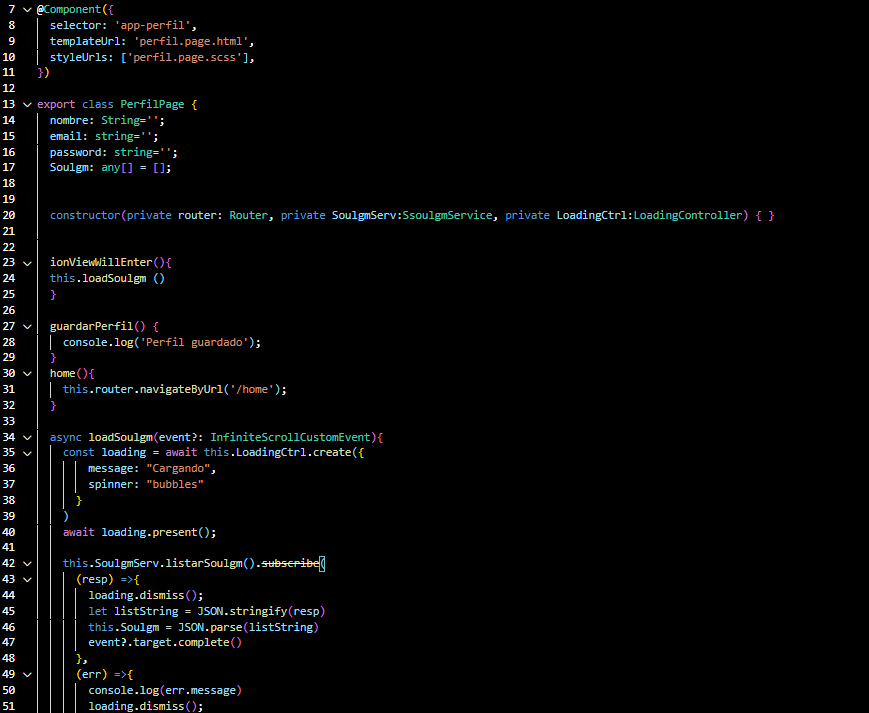 7 @Component({
8 selector: 'app-perfil',
9 templateUrl: 'perfil.page.html',
10 styleUrls: ['perfil.page.scss'],
11 })
12
13 export class PerfilPage {
14 nombre: String='';
15 email: string='';
16 password: string='';
17 Soulgm: any[] = [];
18
19
20 constructor(private router: Router, private SoulgmServ:SsoulgmService, private LoadingCtrl:LoadingController) { }
21
22
23 ionViewWillEnter(){
24 this.loadSoulgm ()
25 }
26
27 guardarPerfil() {
28 console.log('Perfil guardado');
29 }
30 home(){
31 this.router.navigateByUrl('/home');
32 }
33
34 async loadSoulgm(event?: InfiniteScrollCustomEvent){
35 const loading = await this.LoadingCtrl.create({
36 message: "Cargando",
37 spinner: "bubbles"
38 }
39 )
40 await loading.present();
41
42 this.SoulgmServ.listarSoulgm().subscribe(
43 (resp) =>{
44 loading.dismiss();
45 let listString = JSON.stringify(resp)
46 this.Soulgm = JSON.parse(listString)
47 event?.target.complete()
48 },
49 (err) =>{
50 console.log(err.message)
51 loading.dismiss();